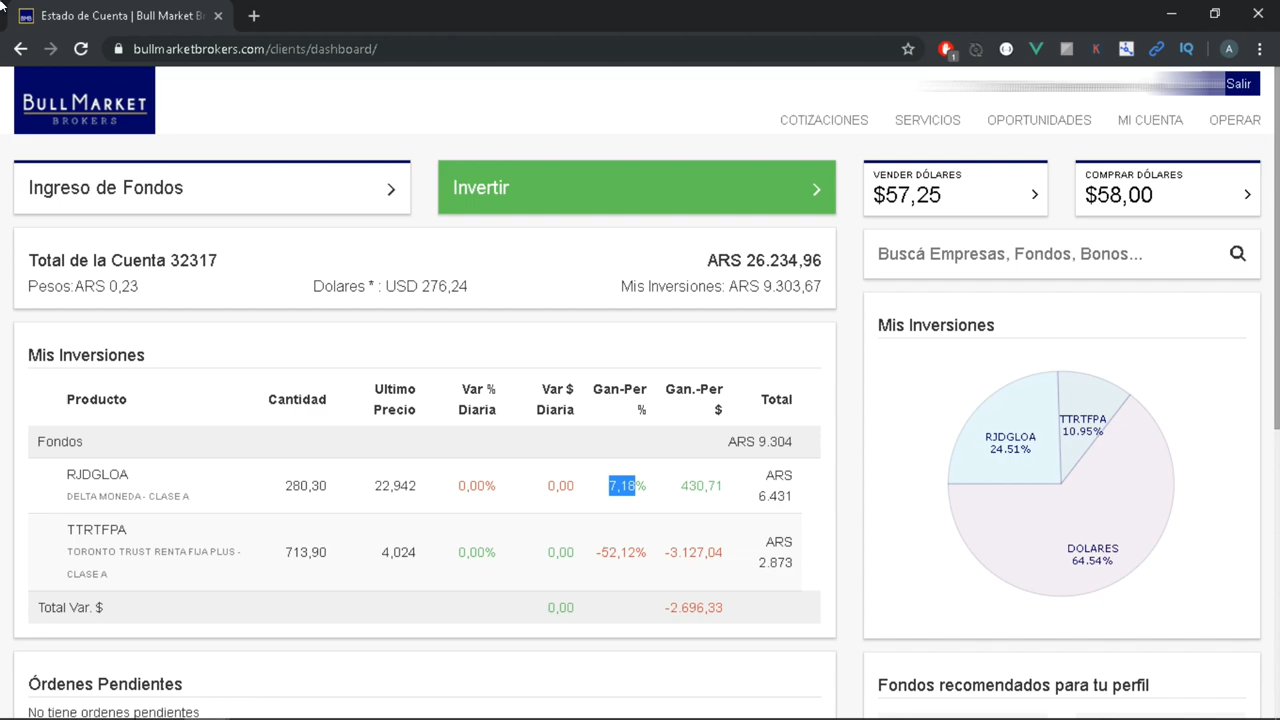 Estado de Cuenta | Bull Market Br
bullmarketbrokers.com/clients/dashboard/
1
K
IQ
A
BULLMARKET
BROKERS
Salir
COTIZACIONES SERVICIOS OPORTUNIDADES MI CUENTA OPERAR
Ingreso de Fondos
Invertir
VENDER DÓLARES
$57,25
COMPRAR DÓLARES
$58,00
Total de la Cuenta 32317 ARS 26.234,96
Pesos:ARS 0,23 Dolares * : USD 276,24 Mis Inversiones: ARS 9.303,67
Buscá Empresas, Fondos, Bonos...
Mis Inversiones
Producto Cantidad Ultimo Precio Var % Diaria Var $ Diaria Gan-Per % Gan.-Per $ Total
Fondos ARS 9.304
RJDGLOA 280,30 22,942 0,00% 0,00 7,18% 430,71 ARS 6.431
DELTA MONEDA - CLASE A
TTRTFPA 713,90 4,024 0,00% 0,00 -52,12% -3.127,04 ARS 2.873
TORONTO TRUST RENTA FIJA PLUS -
CLASE A
Total Var. $ 0,00 -2.696,33
Mis Inversiones
TTRTFPA
10.95%
RJDGLOA
24.51%
DOLARES
64.54%
Órdenes Pendientes
No tiene ordenes pendientes
Fondos recomendados para tu perfil